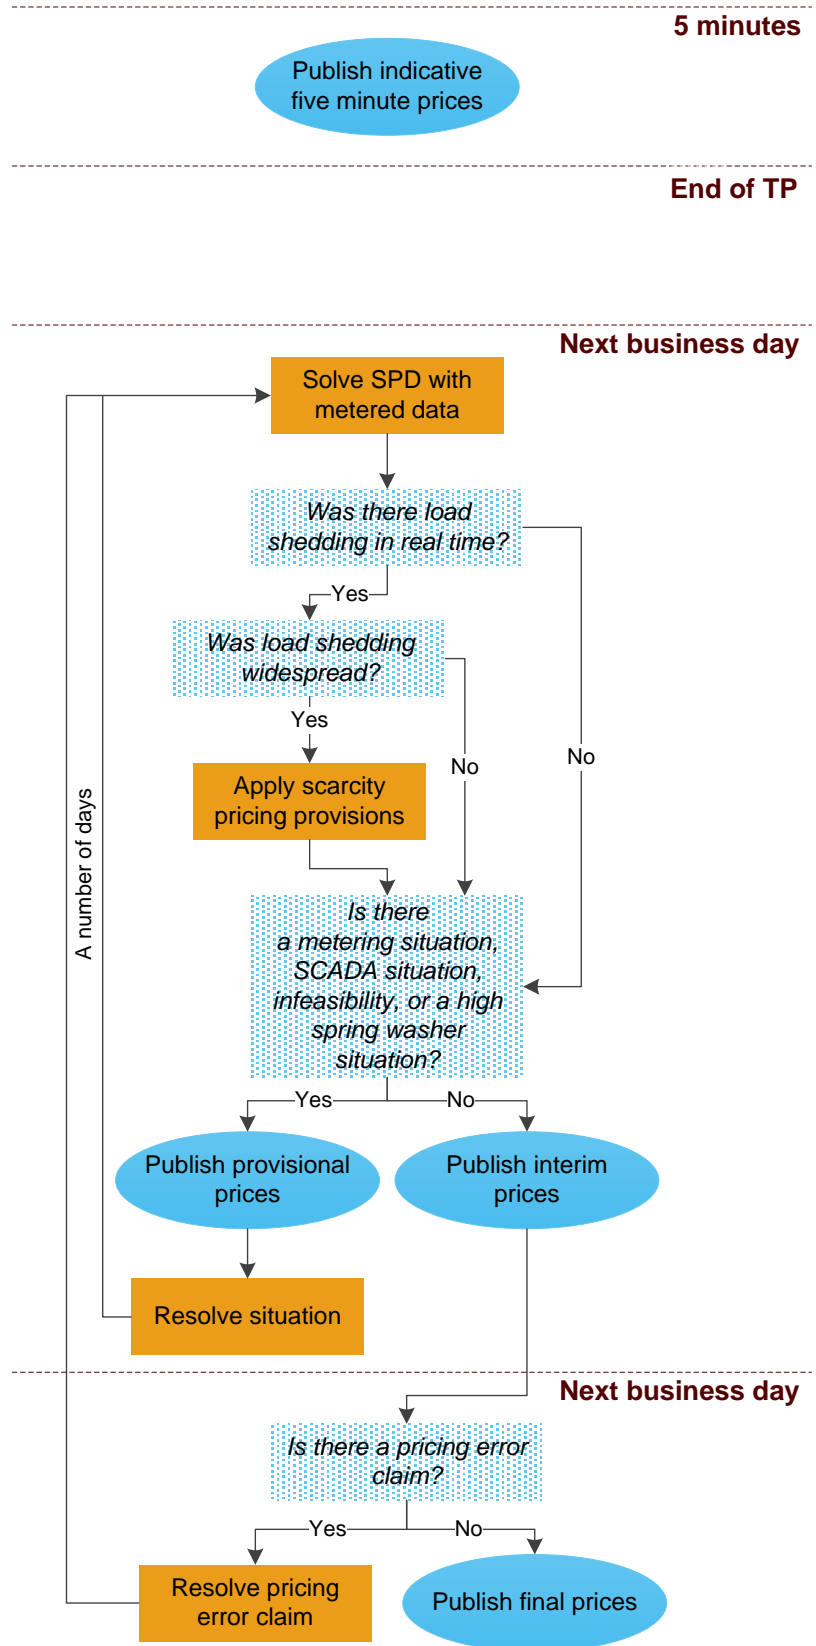 5 minutes
Publish indicative
five minute prices
End of TP
Next business day
Solve SPD with
metered data
Was there load
shedding in real time?
Yes
Was load shedding
widespread?
Yes
No
No
Apply scarcity
pricing provisions
A number of days
Is there
a metering situation,
SCADA situation,
infeasibility, or a high
spring washer
situation?
Yes
No
Publish provisional
prices
Publish interim
prices
Resolve situation
Next business day
Is there a pricing error
claim?
Yes
No
Resolve pricing
error claim
Publish final prices